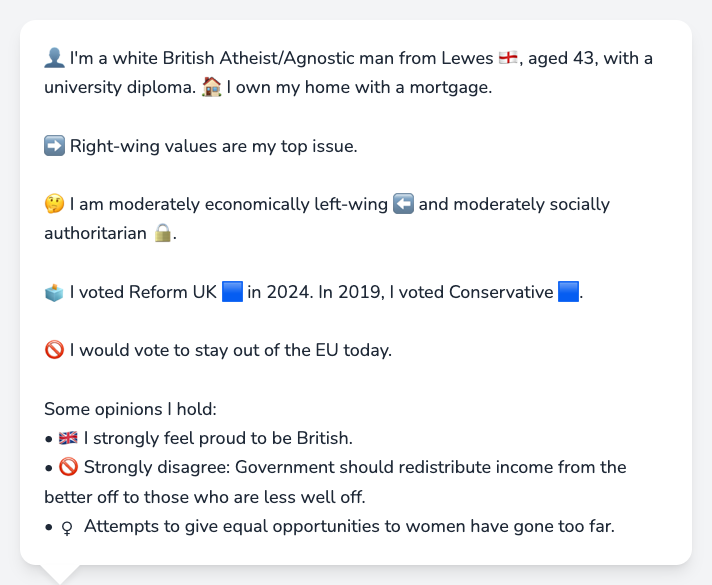 👤 I'm a white British Atheist/Agnostic man from Lewes 🏴󠁧󠁢󠁥󠁮󠁧󠁿, aged 43, with a
university diploma. 🏠 I own my home with a mortgage.
➡️ Right-wing values are my top issue.
🤔 I am moderately economically left-wing ⬅️ and moderately socially
authoritarian 🔒.
🗳️ I voted Reform UK 🟦 in 2024. In 2019, I voted Conservative 🟦.
🚫 I would vote to stay out of the EU today.
Some opinions I hold:
• 🇬🇧 I strongly feel proud to be British.
• 🚫 Strongly disagree: Government should redistribute income from the
better off to those who are less well off.
• ♀ Attempts to give equal opportunities to women have gone too far.